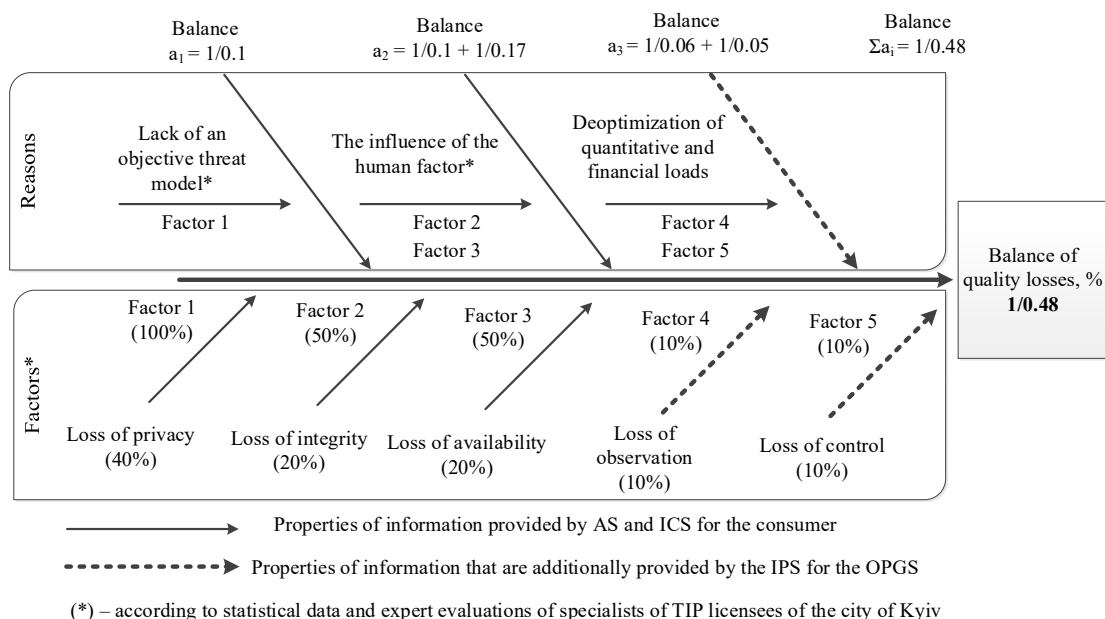 Balance
a₁ = 1/0.1
Balance
a₂ = 1/0.1 + 1/0.17
Balance
a₃ = 1/0.06 + 1/0.05
Balance
Σaᵢ = 1/0.48
Reasons
Lack of an
objective threat
model*
Factor 1
The influence of the
human factor*
Factor 2
Factor 3
Deoptimization of
quantitative and
financial loads
Factor 4
Factor 5
Balance of
quality losses, %
1/0.48
Factors*
Factor 1
(100%)
Factor 2
(50%)
Factor 3
(50%)
Factor 4
(10%)
Factor 5
(10%)
Loss of privacy
(40%)
Loss of integrity
(20%)
Loss of availability
(20%)
Loss of
observation
(10%)
Loss of control
(10%)
Properties of information provided by AS and ICS for the consumer
Properties of information that are additionally provided by the IPS for the OPGS
(*) – according to statistical data and expert evaluations of specialists of TIP licensees of the city of Kyiv